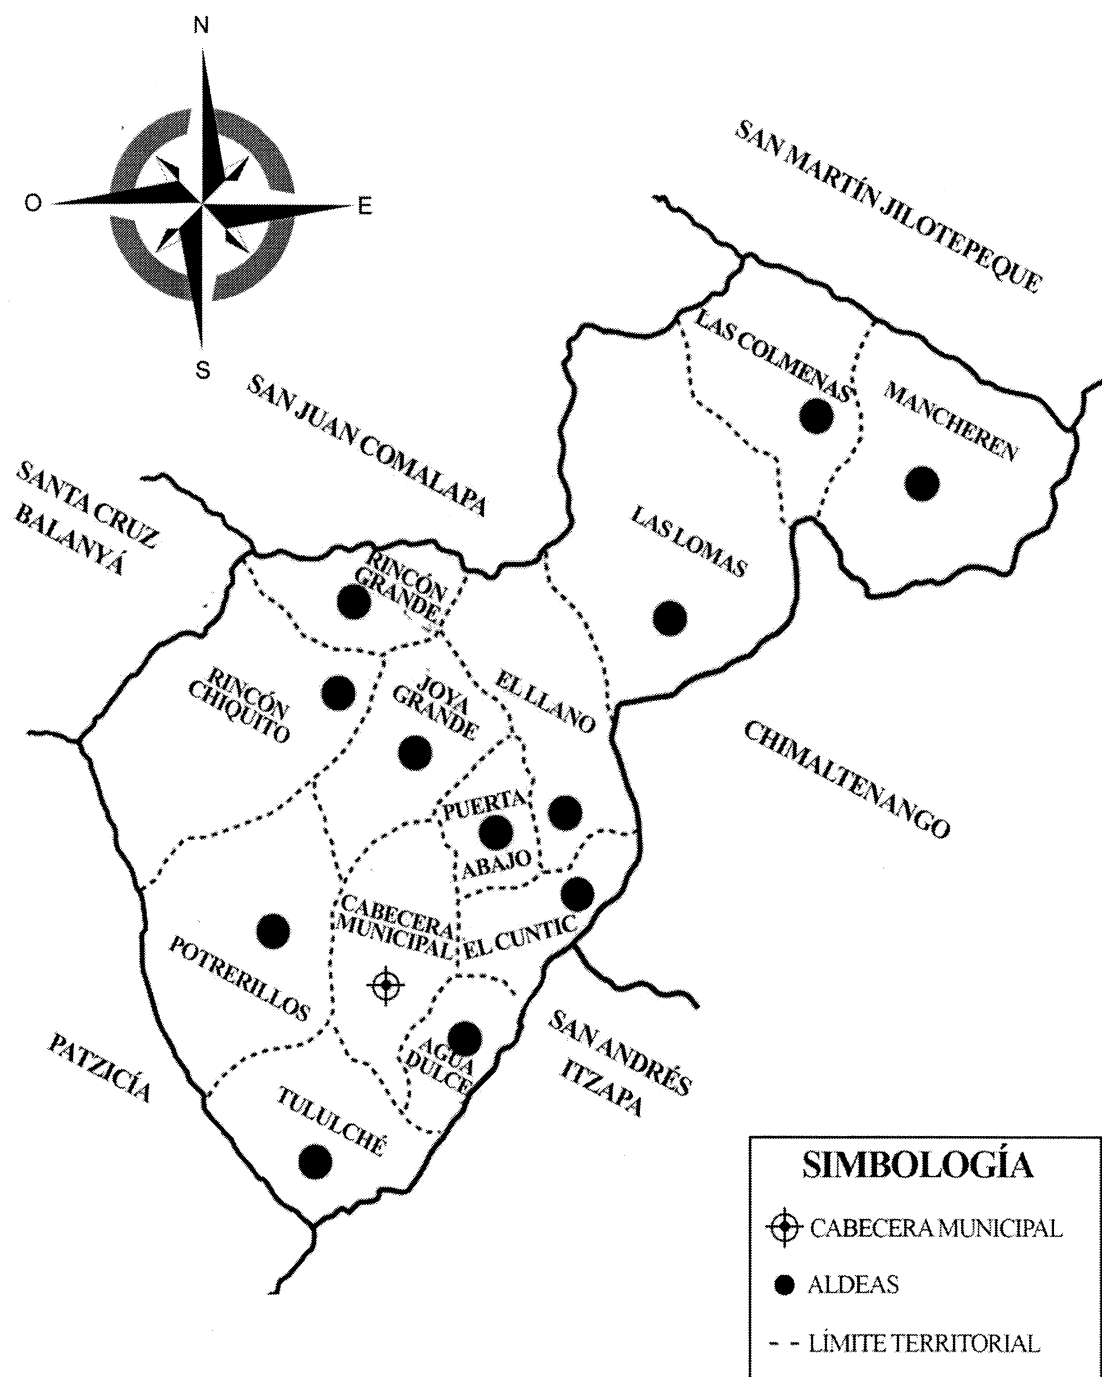 N
O
E
S
SAN MARTÍN JILOTEPEQUE
LAS COLMENAS
MANCHEREN
SAN JUAN COMALAPA
SANTA CRUZ
BALANYÁ
LAS LOMAS
RINCÓN
GRANDE
RINCÓN
CHIQUITO
JOYA
GRANDE
EL LLANO
CHIMALTENANGO
PUERTA
ABAJO
CABECERA
MUNICIPAL
EL CUNTIC
POTRERILLOS
SAN ANDRÉS
ITZAPA
PATZICÍA
AGUA
DULCE
TULULCHÉ
SIMBOLOGÍA
CABECERA MUNICIPAL
ALDEAS
LÍMITE TERRITORIAL